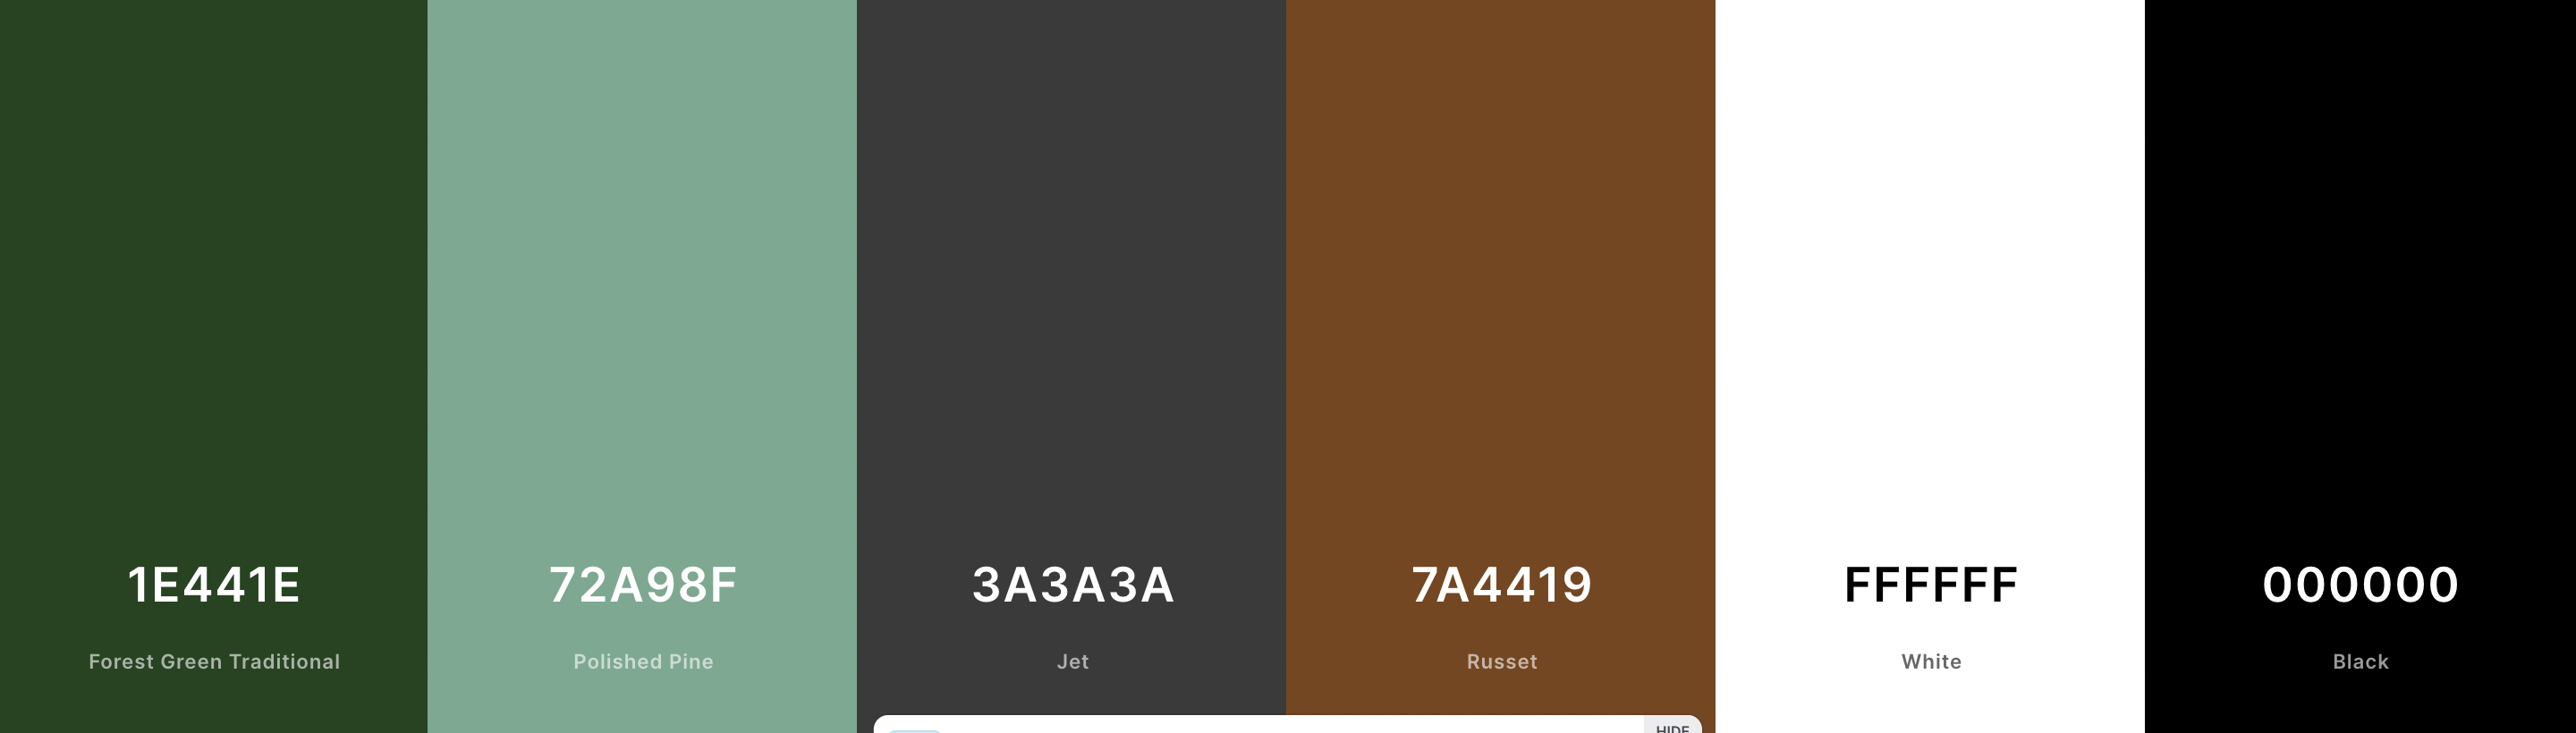 1E441E
Forest Green Traditional
72A98F
Polished Pine
3A3A3A
Jet
7A4419
Russet
FFFFFF
White
000000
Black
HIDE